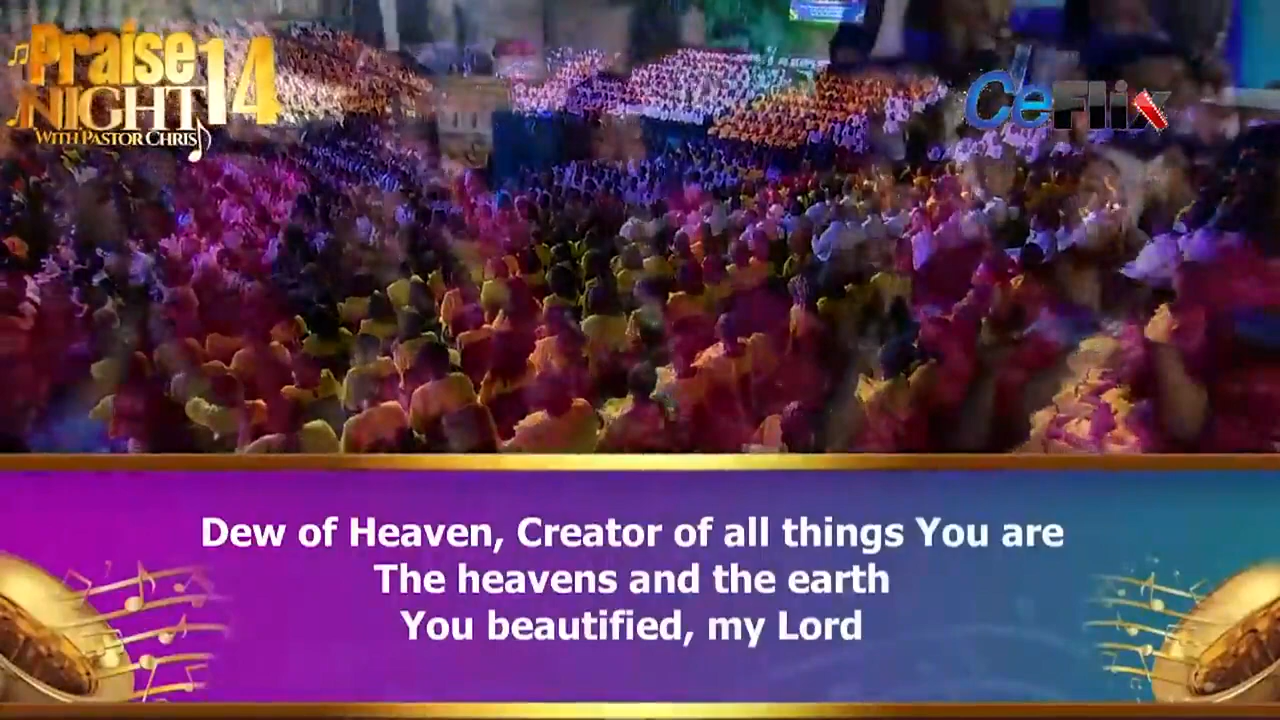 Praise
NIGHT 14
WITH PASTOR CHRIS
CeFlix
Dew of Heaven, Creator of all things You are
The heavens and the earth
You beautified, my Lord